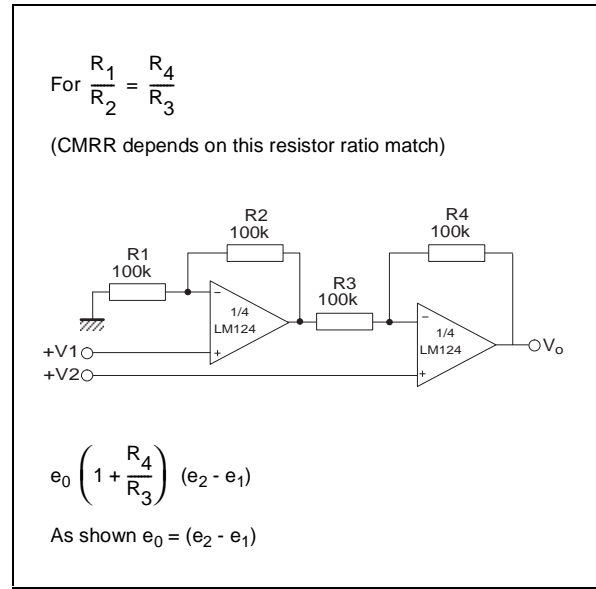 For R1/R2 = R4/R3
(CMRR depends on this resistor ratio match)
R2
100k
R4
100k
R1
100k
R3
100k
1/4
LM124
1/4
LM124
+V1
+V2
Vo
e0 (1 + R4/R3) (e2 - e1)
As shown e0 = (e2 - e1)